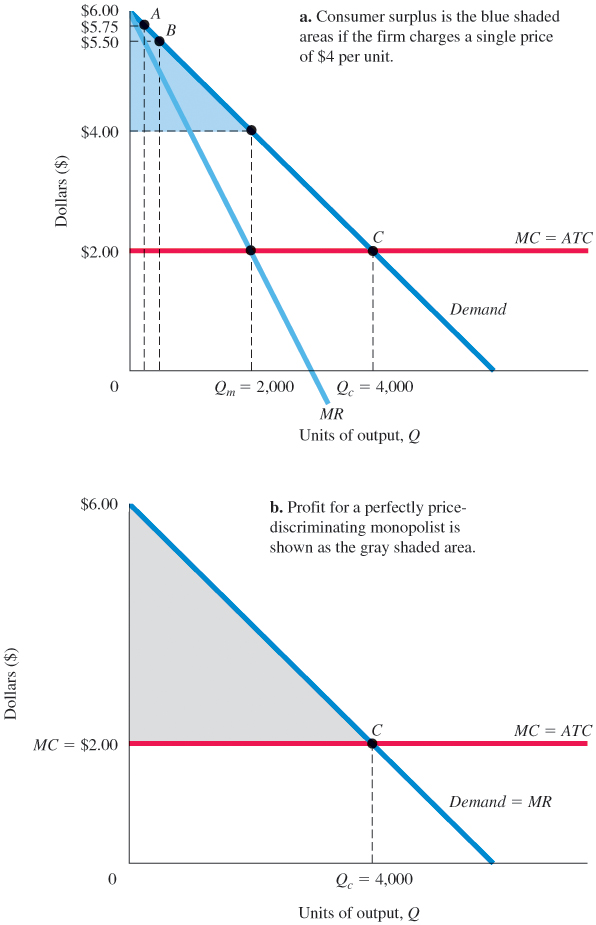 $6.00
A
$5.75
B
$5.50
a. Consumer surplus is the blue shaded
areas if the firm charges a single price
of $4 per unit.
$4.00
Dollars ($)
C
MC = ATC
$2.00
Demand
0
Qm = 2,000
Qc = 4,000
MR
Units of output, Q
$6.00
b. Profit for a perfectly price-
discriminating monopolist is
shown as the gray shaded area.
Dollars ($)
C
MC = ATC
MC = $2.00
Demand = MR
0
Qc = 4,000
Units of output, Q